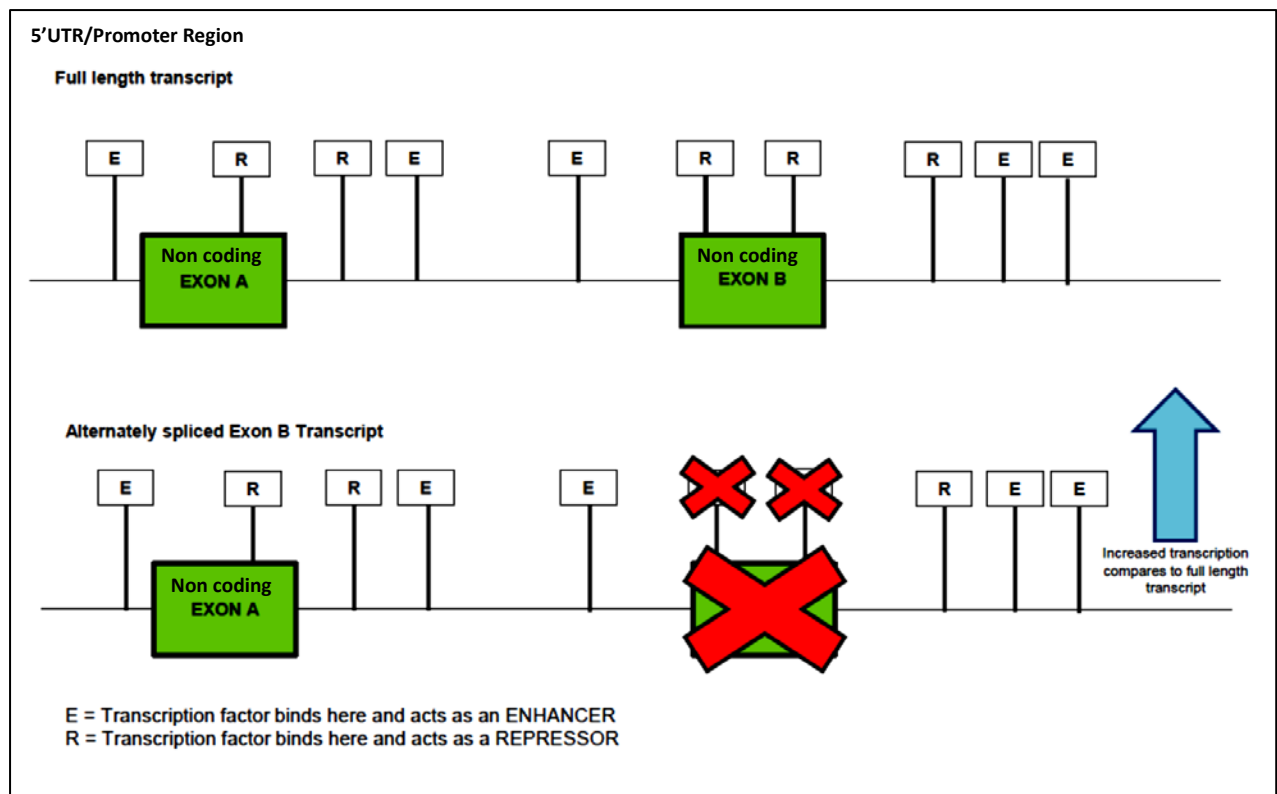 5'UTR/Promoter Region
Full length transcript
E R R E E R R R E E
Non coding
EXON A
Non coding
EXON B
Alternately spliced Exon B Transcript
E R R E E R E E
Non coding
EXON A
Increased transcription
compares to full length
transcript
E = Transcription factor binds here and acts as an ENHANCER
R = Transcription factor binds here and acts as a REPRESSOR